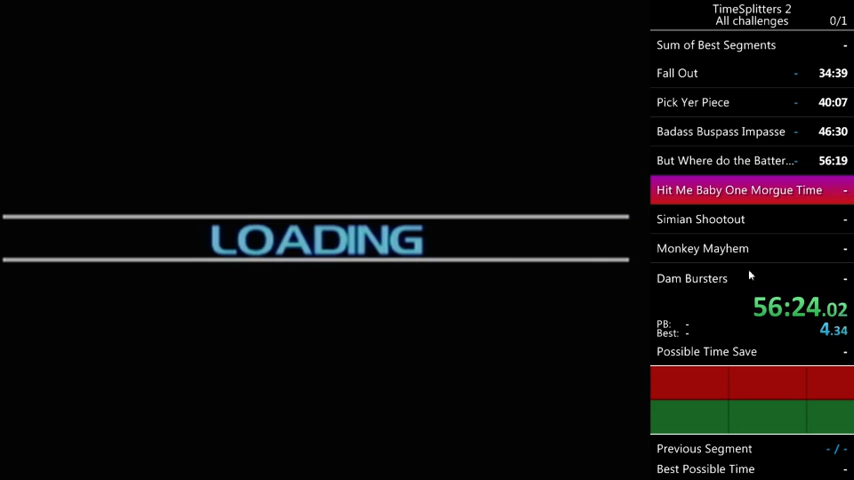 LOADING
TimeSplitters 2
All challenges 0/1
Sum of Best Segments -
Fall Out - 34:39
Pick Yer Piece - 40:07
Badass Buspass Impasse - 46:30
But Where do the Batter... - 56:19
Hit Me Baby One Morgue Time -
Simian Shootout -
Monkey Mayhem -
Dam Bursters -
56:24.02
PB: -
Best: - 4.34
Possible Time Save -
Previous Segment - / -
Best Possible Time -